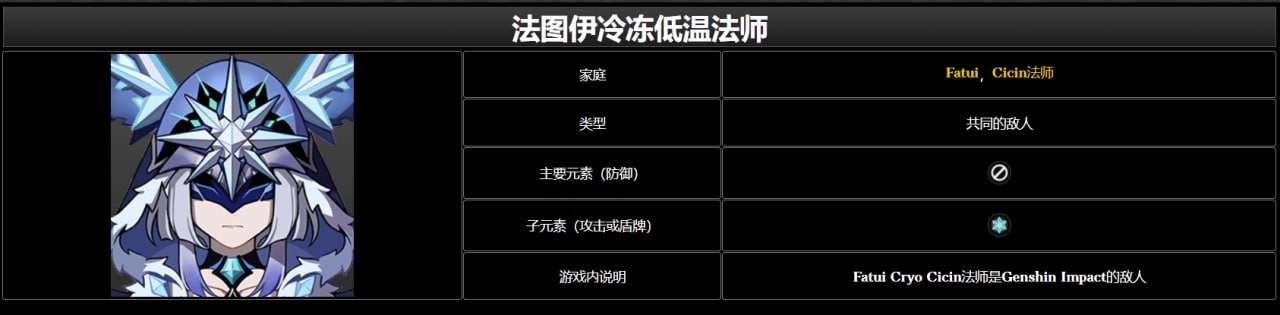 法图伊冷冻低温法师
家庭
Fatui，Cicin法师
类型
共同的敌人
主要元素（防御）
子元素（攻击或盾牌）
游戏内说明
Fatui Cryo Cicin法师是Genshin Impact的敌人